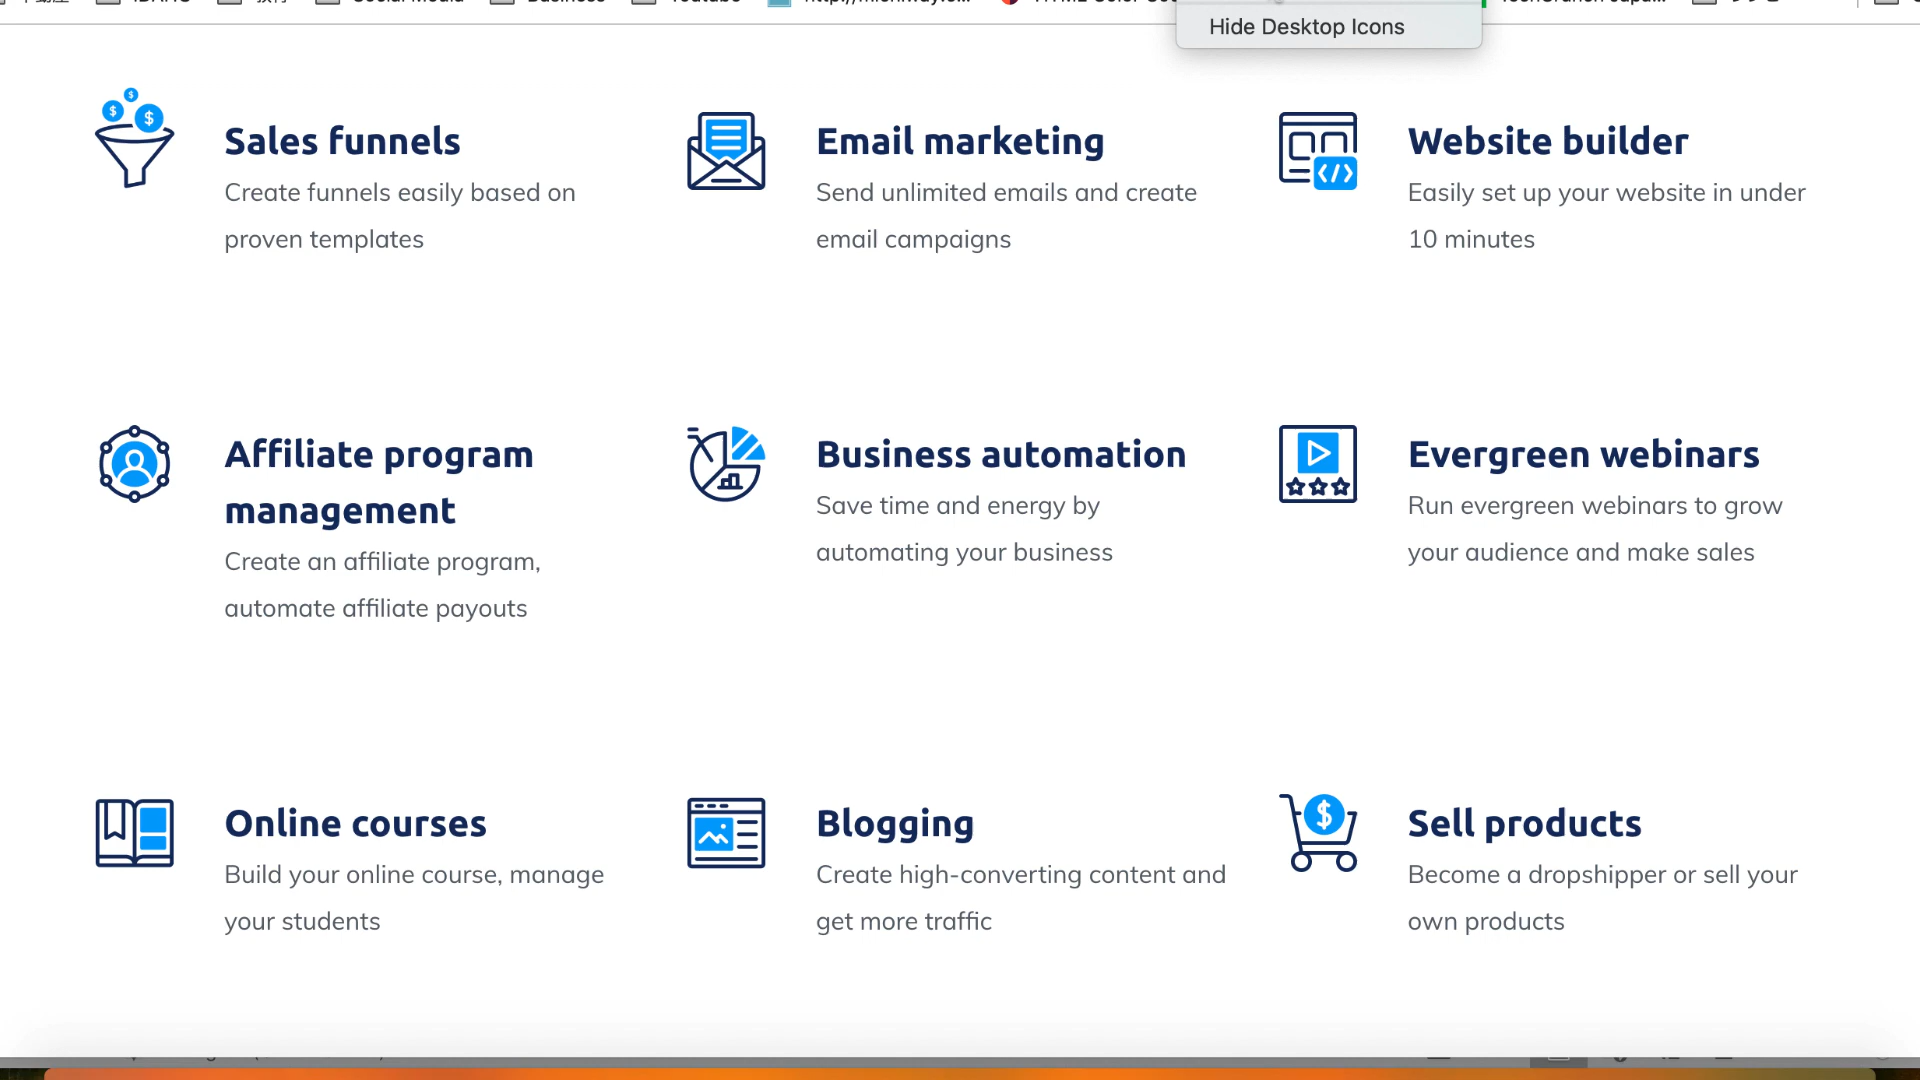 Hide Desktop Icons
Sales funnels
Create funnels easily based on
proven templates
Email marketing
Send unlimited emails and create
email campaigns
Website builder
Easily set up your website in under
10 minutes
Affiliate program
management
Create an affiliate program,
automate affiliate payouts
Business automation
Save time and energy by
automating your business
Evergreen webinars
Run evergreen webinars to grow
your audience and make sales
Online courses
Build your online course, manage
your students
Blogging
Create high-converting content and
get more traffic
Sell products
Become a dropshipper or sell your
own products